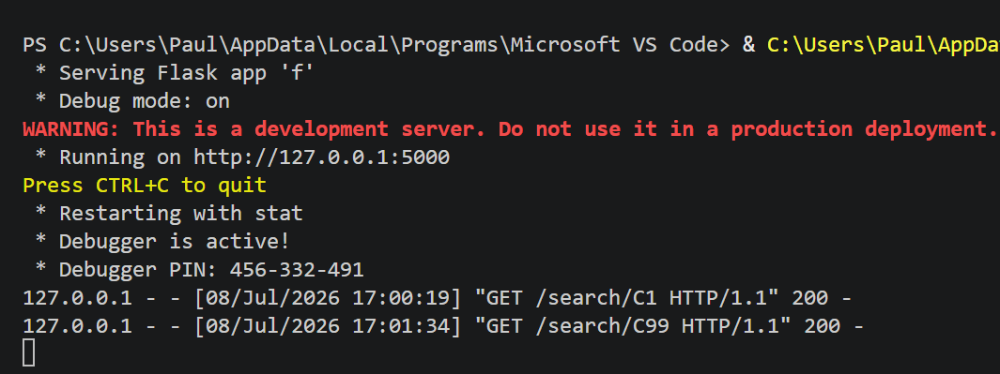 PS C:\Users\Paul\AppData\Local\Programs\Microsoft VS Code> & C:\Users\Paul\AppDa
 * Serving Flask app 'f'
 * Debug mode: on
WARNING: This is a development server. Do not use it in a production deployment.
 * Running on http://127.0.0.1:5000
Press CTRL+C to quit
 * Restarting with stat
 * Debugger is active!
 * Debugger PIN: 456-332-491
127.0.0.1 - - [08/Jul/2026 17:00:19] "GET /search/C1 HTTP/1.1" 200 -
127.0.0.1 - - [08/Jul/2026 17:01:34] "GET /search/C99 HTTP/1.1" 200 -